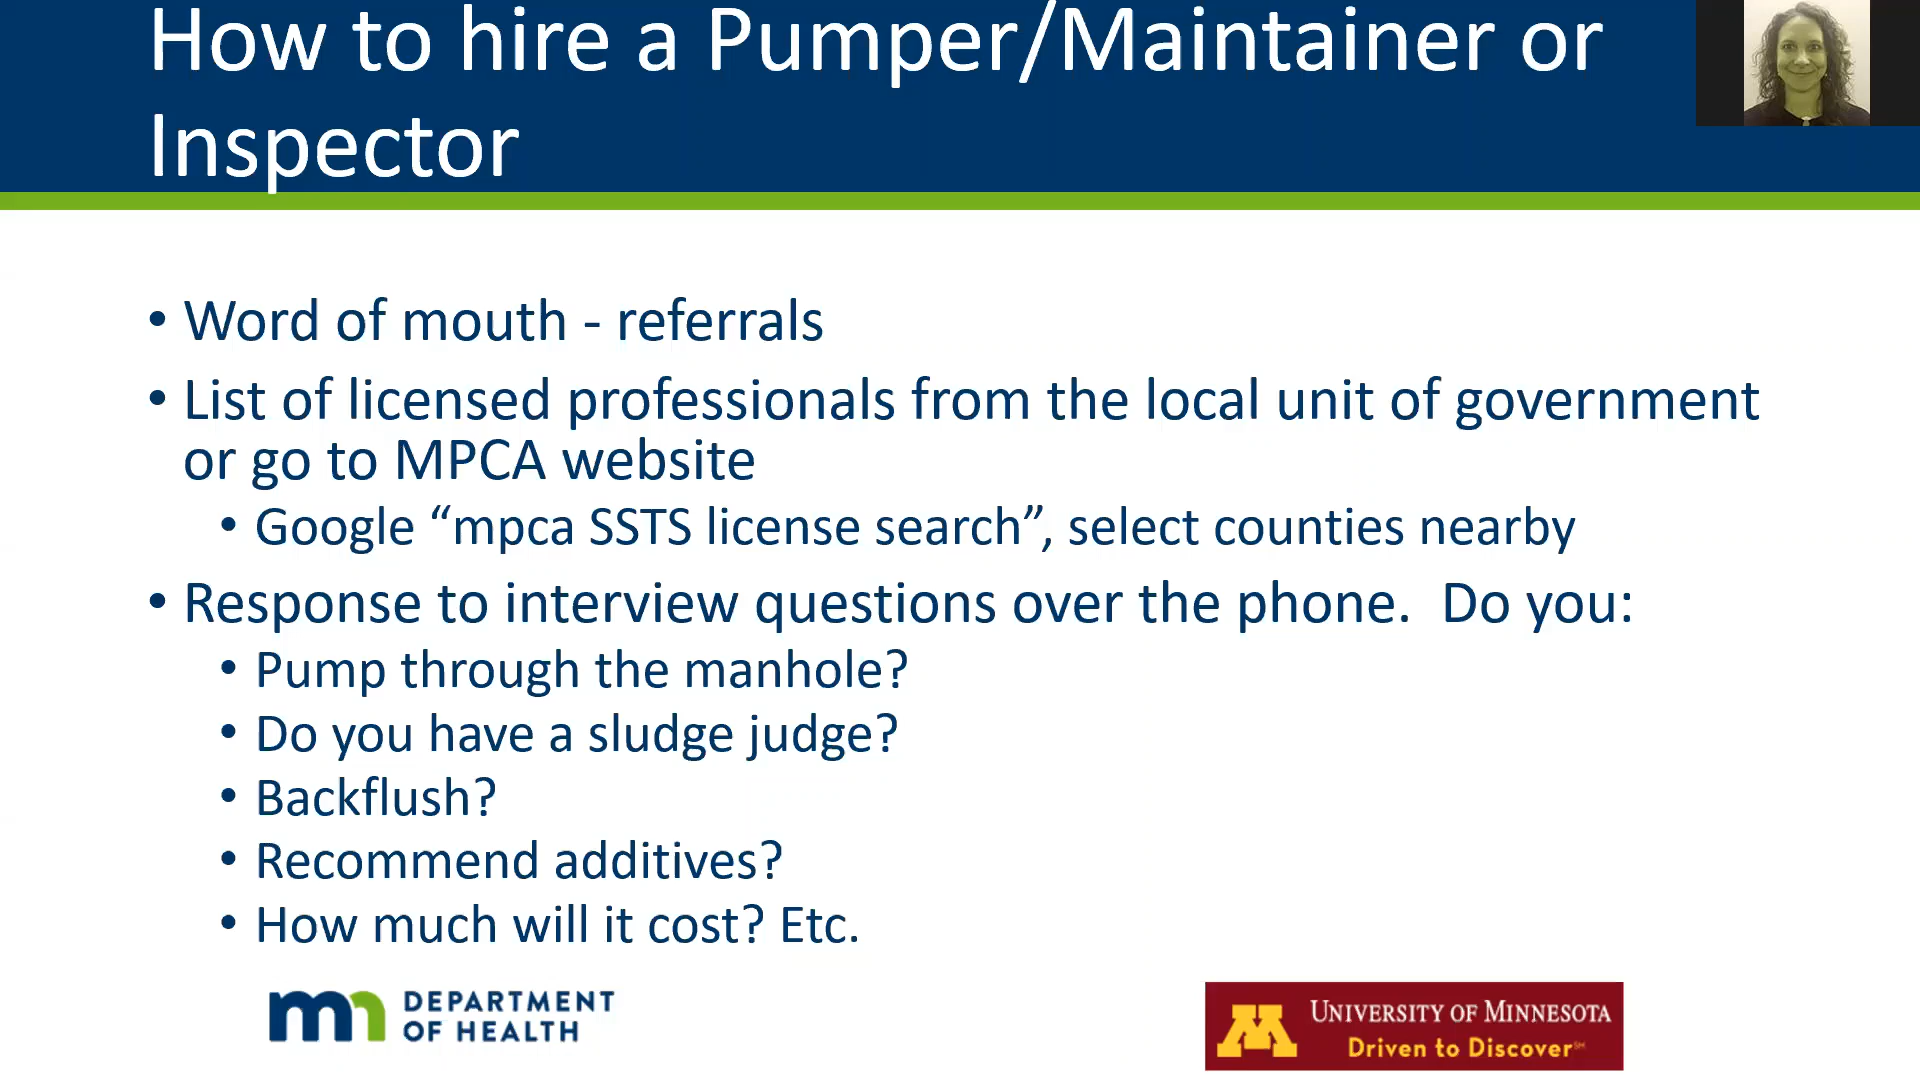 How to hire a Pumper/Maintainer or
Inspector
• Word of mouth - referrals
• List of licensed professionals from the local unit of government
or go to MPCA website
• Google “mpca SSTS license search”, select counties nearby
• Response to interview questions over the phone.  Do you:
• Pump through the manhole?
• Do you have a sludge judge?
• Backflush?
• Recommend additives?
• How much will it cost? Etc.
mn DEPARTMENT
OF HEALTH
M UNIVERSITY OF MINNESOTA
Driven to Discover℠